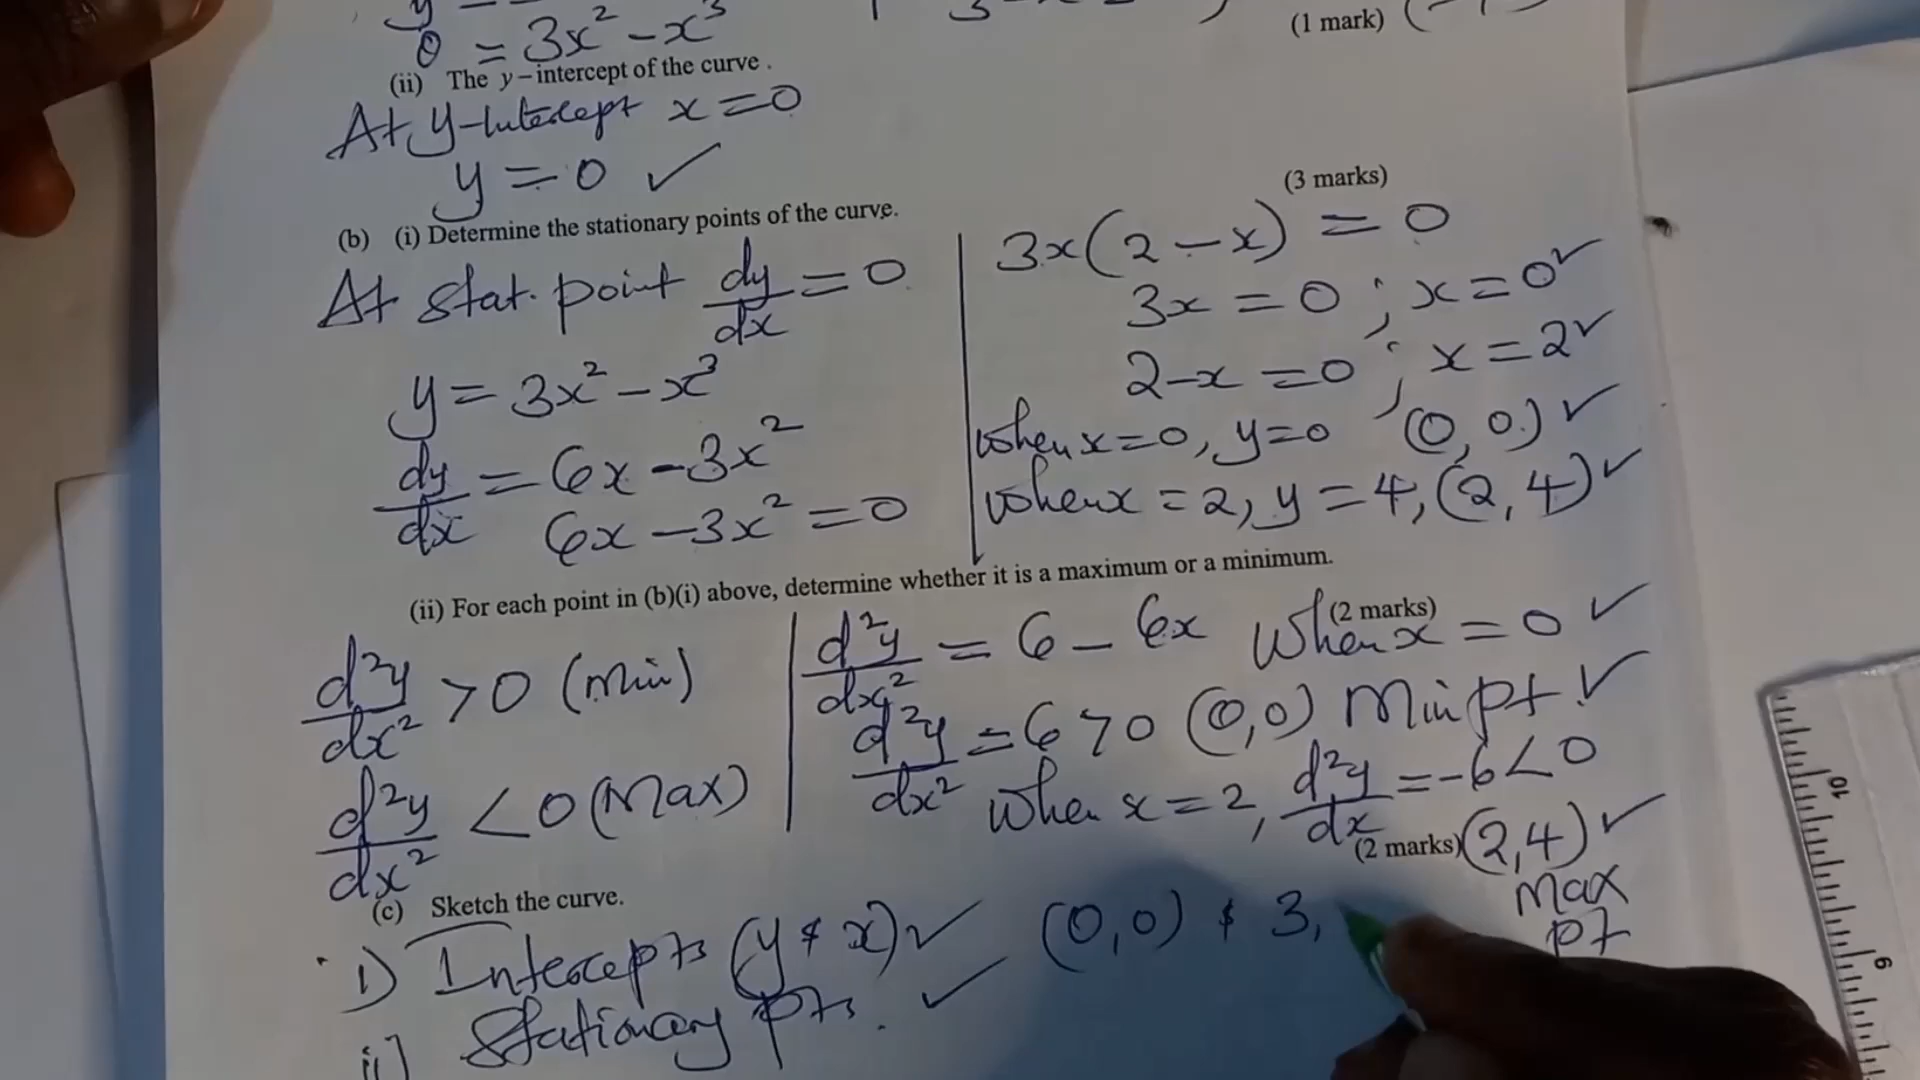 0 = 3x² - x³
(1 mark)
(ii) The y – intercept of the curve .
At y-Intercept x = 0
y = 0 ✓
(3 marks)
(b) (i) Determine the stationary points of the curve.
At stat. point dy/dx = 0
y = 3x² - x³
dy/dx = 6x - 3x²
6x - 3x² = 0
3x(2 - x) = 0
3x = 0 ; x = 0 ✓
2 - x = 0 ; x = 2 ✓
when x = 0, y = 0 (0, 0) ✓
when x = 2, y = 4, (2, 4) ✓
(ii) For each point in (b)(i) above, determine whether it is a maximum or a minimum.
(2 marks)
d²y/dx² > 0 (Min)
d²y/dx² < 0 (Max)
d²y/dx² = 6 - 6x When x = 0 ✓
d²y/dx² = 6 > 0 (0,0) Min pt ✓
when x = 2, d²y/dx = -6 < 0
(2 marks) (2,4) ✓
Max
pt
(c) Sketch the curve.
i) Intercepts (y & x) ✓ (0,0) & 3,
ii) Stationary pts. ✓
10
9